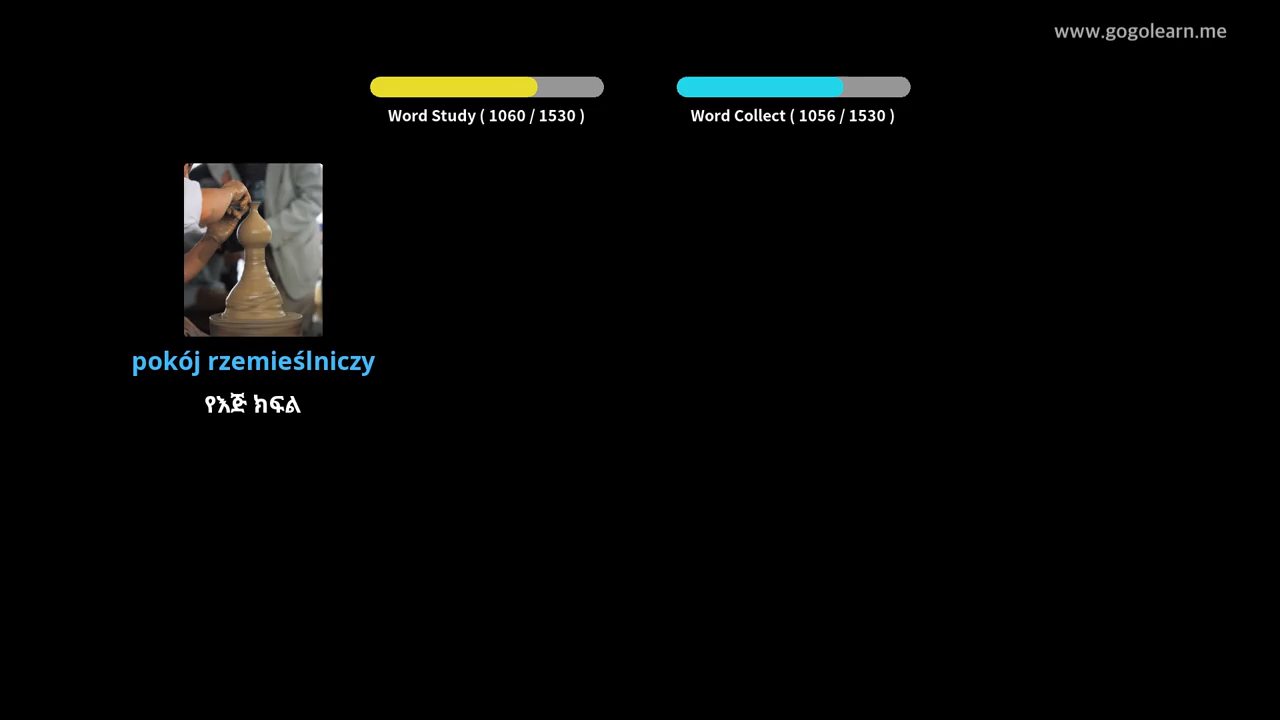 www.gogolearn.me
Word Study ( 1060 / 1530 )
Word Collect ( 1056 / 1530 )
pokój rzemieślniczy
የእጅ ክፍል